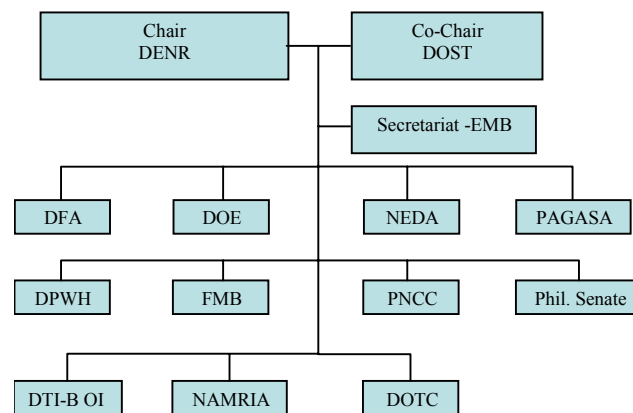 Chair
DENR
Co-Chair
DOST
Secretariat -EMB
DFA
DOE
NEDA
PAGASA
DPWH
FMB
PNCC
Phil. Senate
DTI-B OI
NAMRIA
DOTC